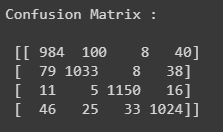 Confusion Matrix :
[[ 984 100 8 40]
[ 79 1033 8 38]
[ 11 5 1150 16]
[ 46 25 33 1024]]